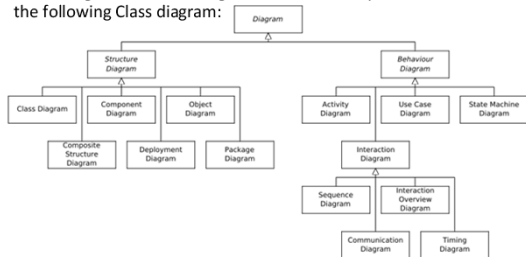 the following Class diagram:
Diagram
Structure
Diagram
Behaviour
Diagram
Class Diagram
Component
Diagram
Object
Diagram
Activity
Diagram
Use Case
Diagram
State Machine
Diagram
Composite
Structure
Diagram
Deployment
Diagram
Package
Diagram
Interaction
Diagram
Sequence
Diagram
Interaction
Overview
Diagram
Communication
Diagram
Timing
Diagram